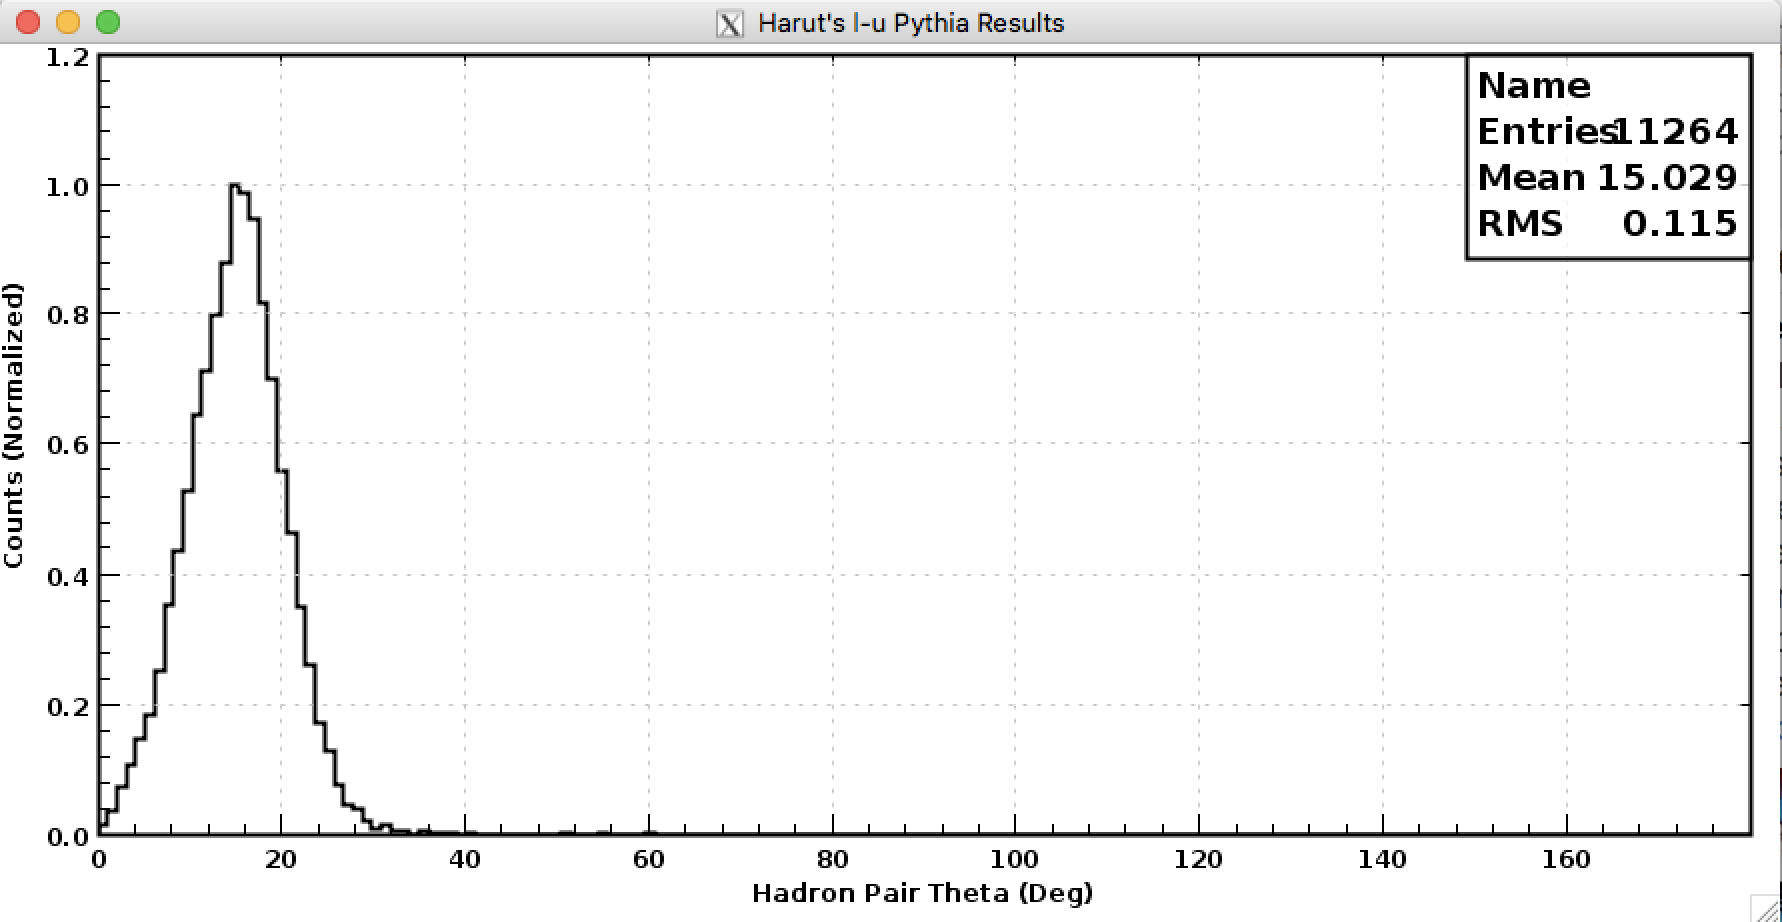 Harut's l-u Pythia Results
Name
Entries 11264
Mean 15.029
RMS 0.115
1.2
1.0
0.8
0.6
0.4
0.2
0.0
Counts (Normalized)
0 20 40 60 80 100 120 140 160
Hadron Pair Theta (Deg)